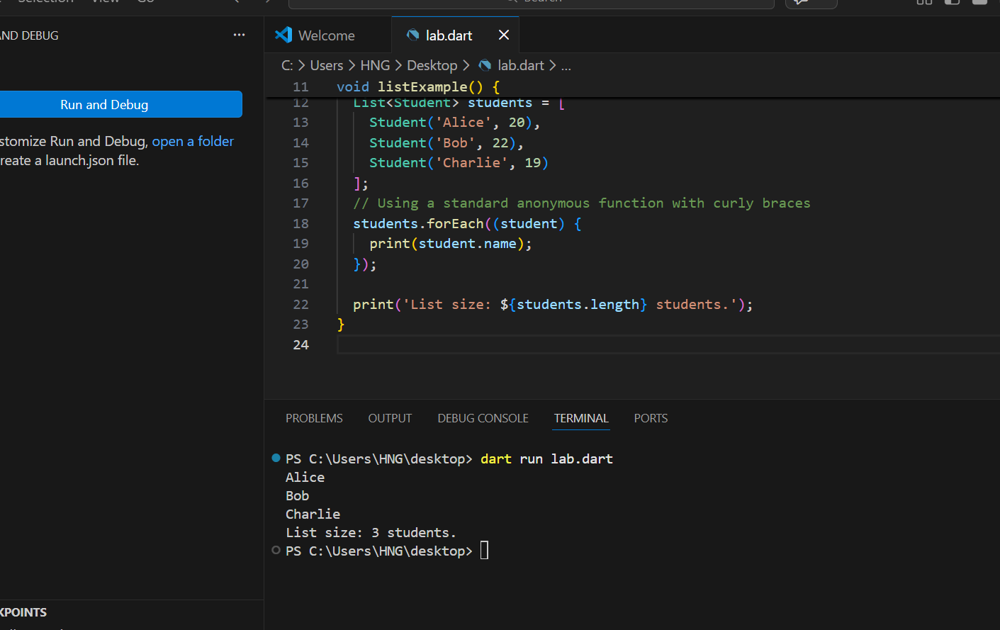 Selection View Go Search
AND DEBUG
Run and Debug
stomize Run and Debug, open a folder
reate a launch.json file.
KPOINTS
Welcome lab.dart
C: > Users > HNG > Desktop > lab.dart > ...
11 void listExample() {
12 List<Student> students = [
13 Student('Alice', 20),
14 Student('Bob', 22),
15 Student('Charlie', 19)
16 ];
17 // Using a standard anonymous function with curly braces
18 students.forEach((student) {
19 print(student.name);
20 });
21
22 print('List size: ${students.length} students.');
23 }
24
PROBLEMS OUTPUT DEBUG CONSOLE TERMINAL PORTS
PS C:\Users\HNG\desktop> dart run lab.dart
Alice
Bob
Charlie
List size: 3 students.
PS C:\Users\HNG\desktop>